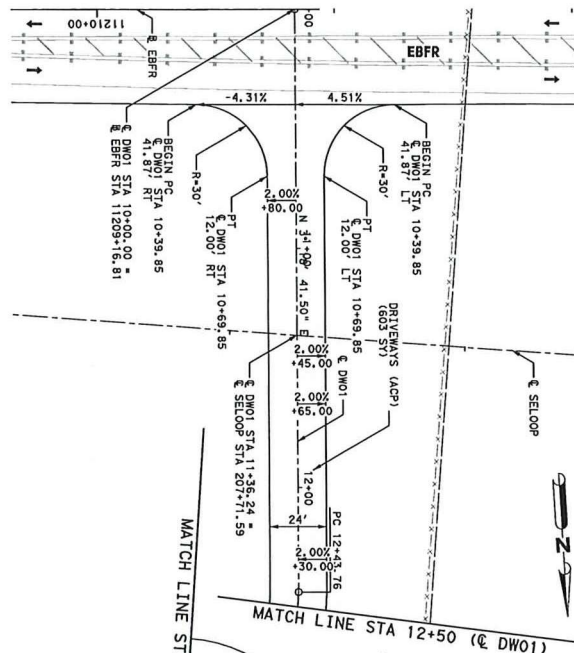 11210+00
℄ EBFR
EBFR
-4.31%
4.51%
BEGIN PC
℄ DW01 STA 10+39.85
41.87' RT
R=30'
PT
℄ DW01 STA 10+69.85
12.00' RT
BEGIN PC
℄ DW01 STA 10+39.85
41.87' LT
R=30'
PT
℄ DW01 STA 10+69.85
12.00' LT
℄ DW01 STA 10+00.00 =
EBFR STA 11209+16.81
2.00%
+80.00
41.50" E
DRIVEWAYS (ACP)
(603 SY)
℄ DW01
2.00%
+45.00
2.00%
+65.00
℄ SELOOP
℄ DW01 STA 11+36.24 =
℄ SELOOP STA 207+71.59
12+00
24'
PC 12+43.76
2.00%
+30.00
N
MATCH LINE STA 12+50 (℄ DW01)
MATCH LINE ST